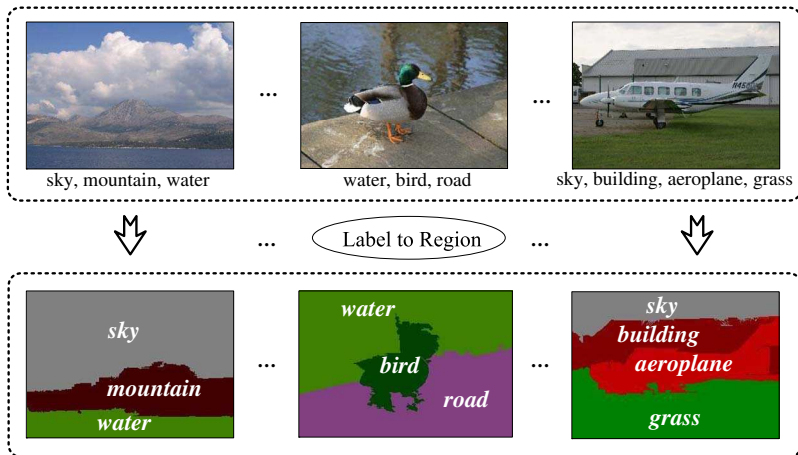 ...
...
sky, mountain, water
water, bird, road
sky, building, aeroplane, grass
...
Label to Region
...
sky
mountain
water
...
water
bird
road
...
sky
building
aeroplane
grass